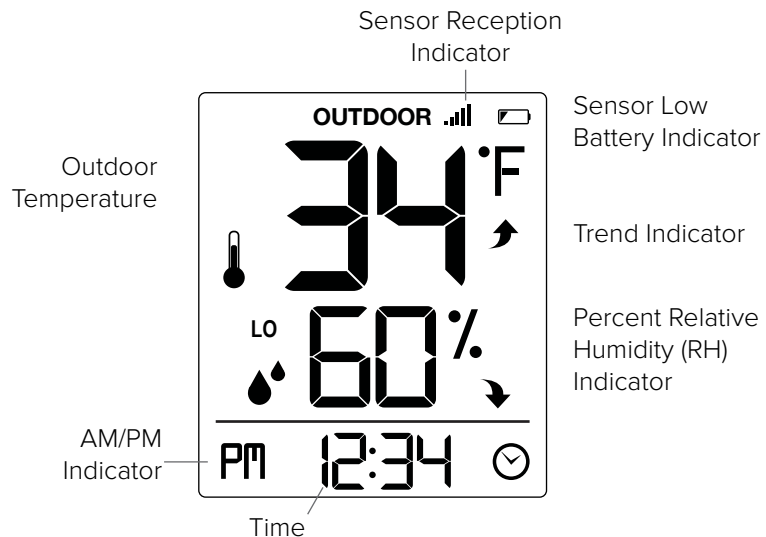 Sensor Reception
Indicator
OUTDOOR
Sensor Low
Battery Indicator
Outdoor
Temperature
34°F
Trend Indicator
LO
60%
Percent Relative
Humidity (RH)
Indicator
AM/PM
Indicator
PM
12:34
Time